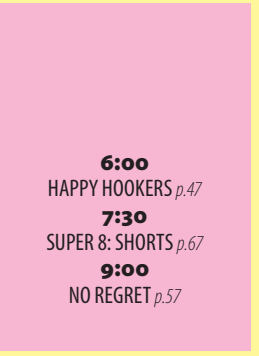 6:00
HAPPY HOOKERS p.47
7:30
SUPER 8: SHORTS p.67
9:00
NO REGRET p.57